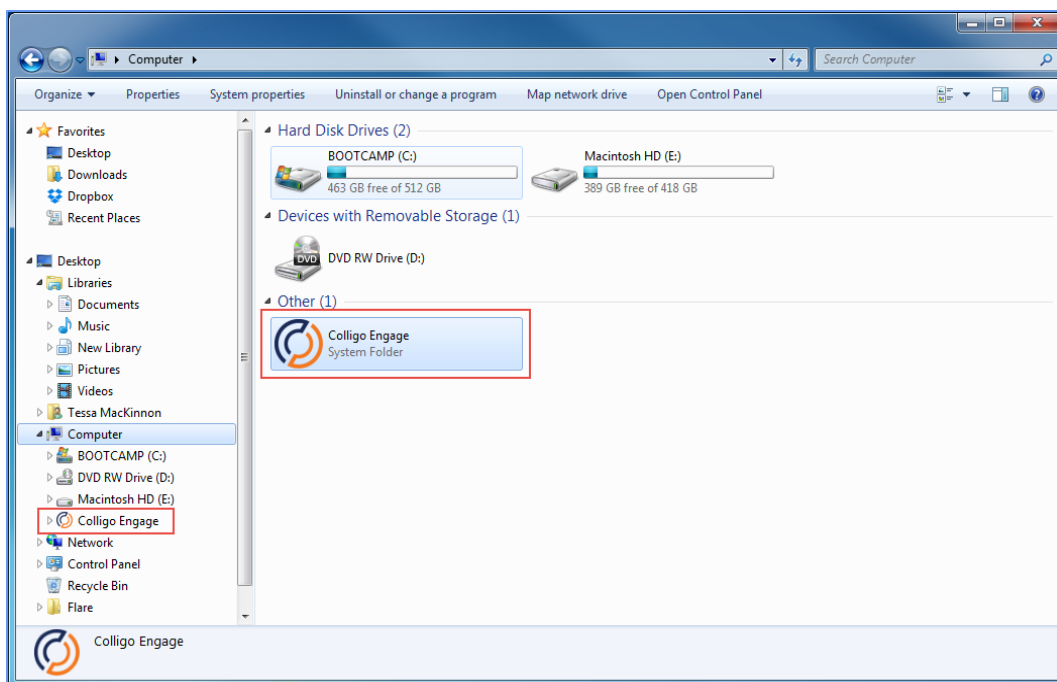 Computer
Search Computer
Organize
Properties
System properties
Uninstall or change a program
Map network drive
Open Control Panel
Favorites
Desktop
Downloads
Dropbox
Recent Places
Desktop
Libraries
Documents
Music
New Library
Pictures
Videos
Tessa MacKinnon
Computer
BOOTCAMP (C:)
DVD RW Drive (D:)
Macintosh HD (E:)
Colligo Engage
Network
Control Panel
Recycle Bin
Flare
Hard Disk Drives (2)
BOOTCAMP (C:)
463 GB free of 512 GB
Macintosh HD (E:)
389 GB free of 418 GB
Devices with Removable Storage (1)
DVD
DVD RW Drive (D:)
Other (1)
Colligo Engage
System Folder
Colligo Engage